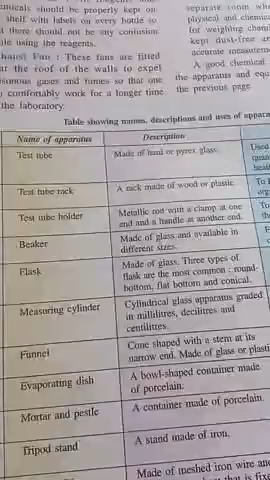 emicals should be properly kept on
shelf with labels on every bottle so
t there should not be any confusion
ile using the reagents.
haust Fan : These fans are fitted
ar the roof of the walls to expel
isonous gases and fumes so that one
comfortably work for a longer time
the laboratory.
separate room wh
physical and chemic
for weighing chami
kept dust-free an
accurate measurem
A good chemical
the apparatus and equ
the previous page.
Table showing names, descriptions and uses of appara
Name of apparatus
Description
Test tube
Made of hard or pyrex glass.
Used
Test tube rack
A rack made of wood or plastic.
To
Test tube holder
Metallic rod with a clamp at one
end and a handle at another end.
To
Beaker
Made of glass and available in
different sizes.
F
Flask
Made of glass. Three types of
flask are the most common : round-
bottom, flat bottom and conical.
Measuring cylinder
Cylindrical glass apparatus graded
in millilitres, decilitres and
centilitres.
Funnel
Cone shaped with a stem at its
narrow end. Made of glass or plasti
Evaporating dish
A bowl-shaped container made
of porcelain.
Mortar and pestle
A container made of porcelain.
Tripod stand
A stand made of iron.
Made of meshed iron wire and
that is fixe